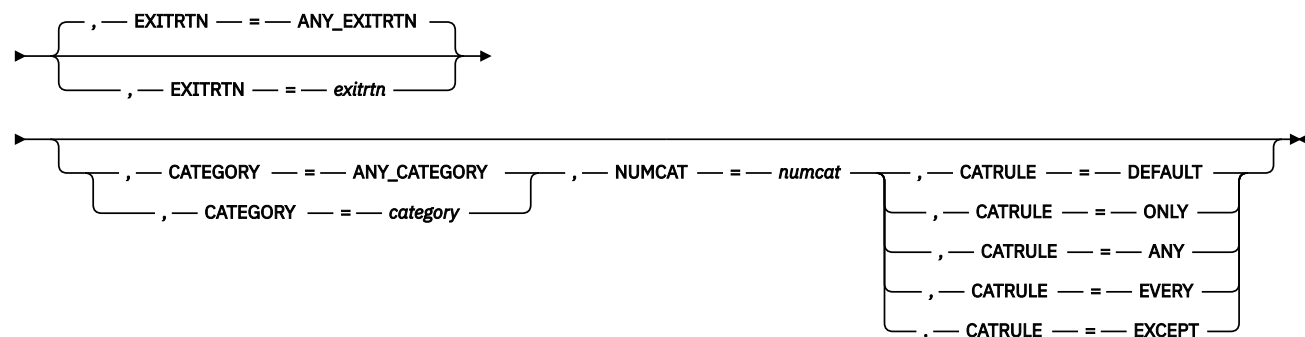 , EXITRTN = ANY_EXITRTN
, EXITRTN = exitrtn
, CATEGORY = ANY_CATEGORY , NUMCAT = numcat , CATRULE = DEFAULT
, CATEGORY = category , CATRULE = ONLY
, CATRULE = ANY
, CATRULE = EVERY
, CATRULE = EXCEPT